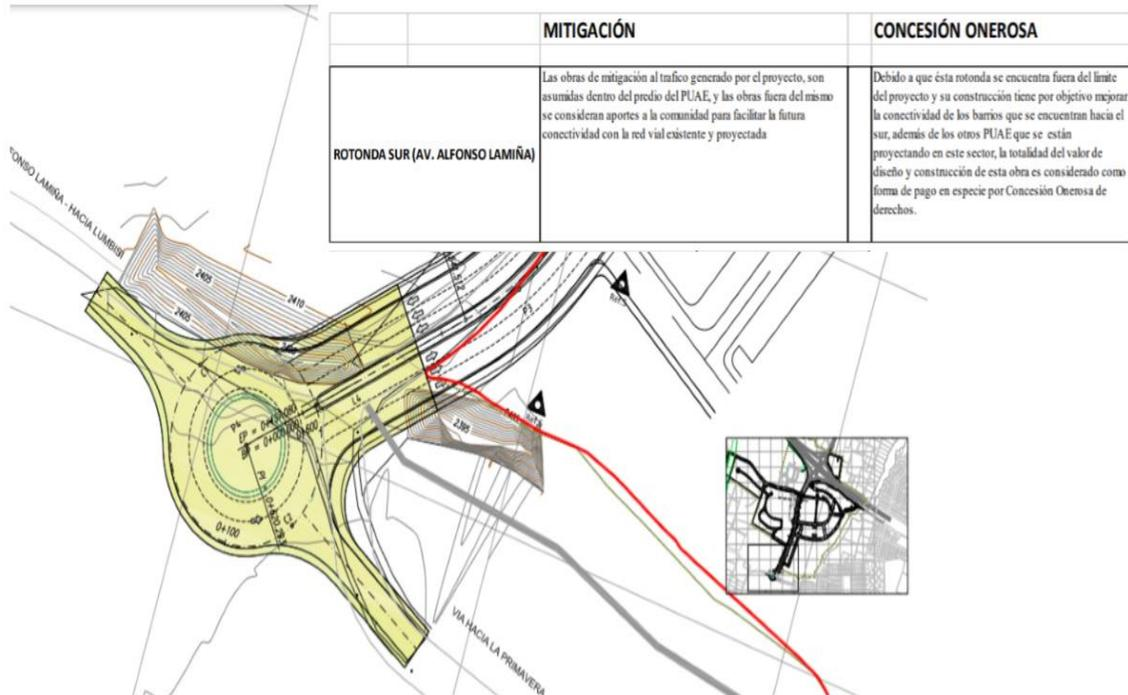 MITIGACIÓN
CONCESIÓN ONEROSA
ROTONDA SUR (AV. ALFONSO LAMIÑA)
Las obras de mitigación al trafico generado por el proyecto, son
asumidas dentro del predio del PUAE, y las obras fuera del mismo
se consideran aportes a la comunidad para facilitar la futura
conectividad con la red vial existente y proyectada
Debido a que ésta rotonda se encuentra fuera del límite
del proyecto y su construcción tiene por objetivo mejorar
la conectividad de los barrios que se encuentran hacia el
sur, además de los otros PUAE que se están
proyectando en este sector, la totalidad del valor de
diseño y construcción de esta obra es considerado como
forma de pago en especie por Concesión Onerosa de
derechos.
FONSO LAMIÑA - HACIA LUMBISI
2405
2410
2405
P3
L4
2395
0+100
C1
VIA HACIA LA PRIMAVERA